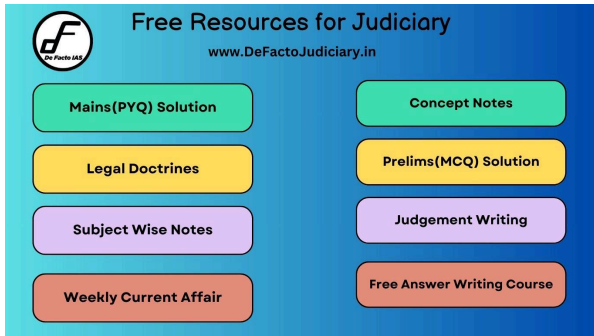 Free Resources for Judiciary
www.DeFactoJudiciary.in
De Facto IAS
Mains(PYQ) Solution
Concept Notes
Legal Doctrines
Prelims(MCQ) Solution
Subject Wise Notes
Judgement Writing
Weekly Current Affair
Free Answer Writing Course